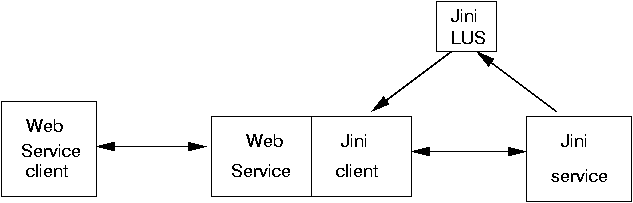 Jini
LUS
Web
Service
client
Web
Service
Jini
client
Jini
service